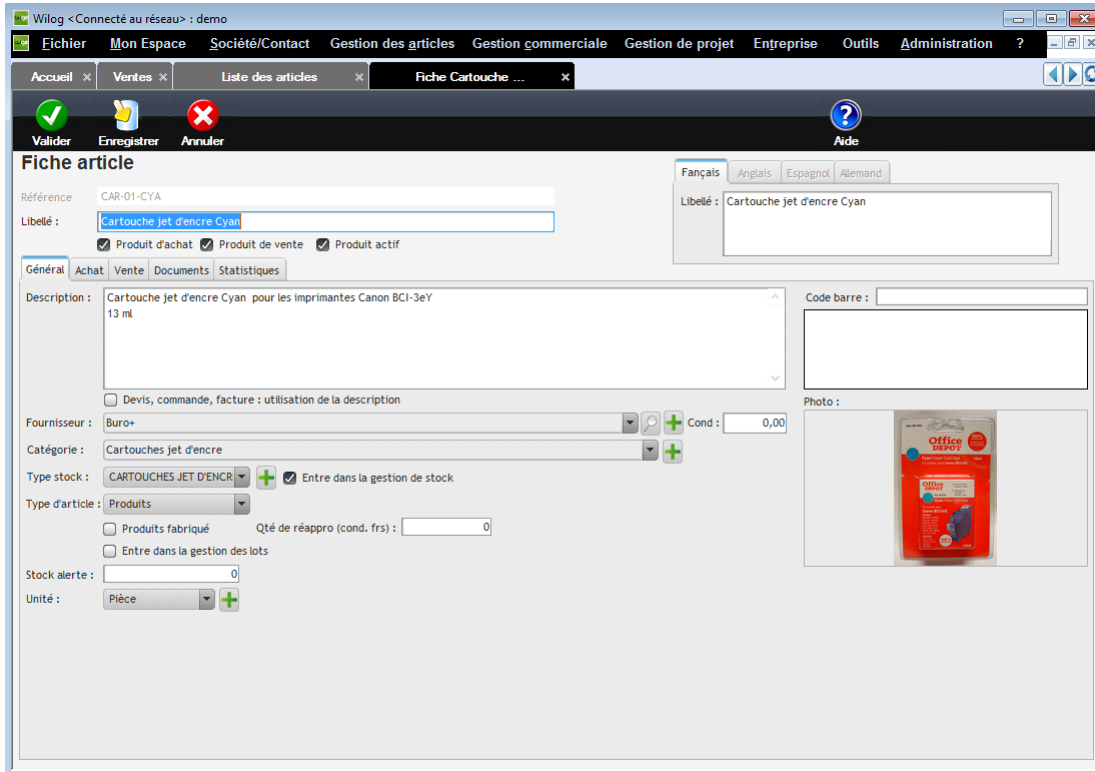 Wilog <Connecté au réseau> : demo
Fichier Mon Espace Société/Contact Gestion des articles Gestion commerciale Gestion de projet Entreprise Outils Administration ?
Accueil Ventes Liste des articles Fiche Cartouche ...
Valider Enregistrer Annuler Aide
Fiche article
Fançais Anglais Espagnol Allemand
Référence CAR-01-CYA
Libellé : Cartouche jet d'encre Cyan
Libellé : Cartouche jet d'encre Cyan
Produit d'achat Produit de vente Produit actif
Général Achat Vente Documents Statistiques
Description : Cartouche jet d'encre Cyan pour les imprimantes Canon BCI-3eY
13 ml
Code barre :
Devis, commande, facture : utilisation de la description
Photo :
Fournisseur : Buro+ Cond : 0,00
Catégorie : Cartouches jet d'encre
Type stock : CARTOUCHES JET D'ENCR Entre dans la gestion de stock
Type d'article : Produits
Produits fabriqué Qté de réappro (cond. frs) : 0
Entre dans la gestion des lots
Stock alerte : 0
Unité : Pièce
Office
DEPOT
Office
DEPOT